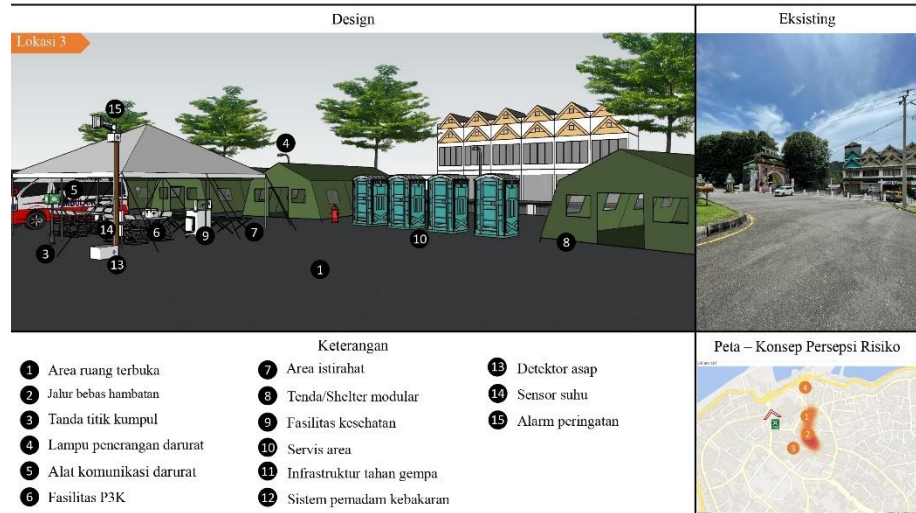 Design
Eksisting
Lokasi 3
15
4
5
14
6
9
7
3
13
10
8
1
Keterangan
1 Area ruang terbuka
2 Jalur bebas hambatan
3 Tanda titik kumpul
4 Lampu penerangan darurat
5 Alat komunikasi darurat
6 Fasilitas P3K
7 Area istirahat
8 Tenda/Shelter modular
9 Fasilitas kesehatan
10 Servis area
11 Infrastruktur tahan gempa
12 Sistem pemadam kebakaran
13 Detektor asap
14 Sensor suhu
15 Alarm peringatan
Peta – Konsep Persepsi Risiko
4
1
2
3